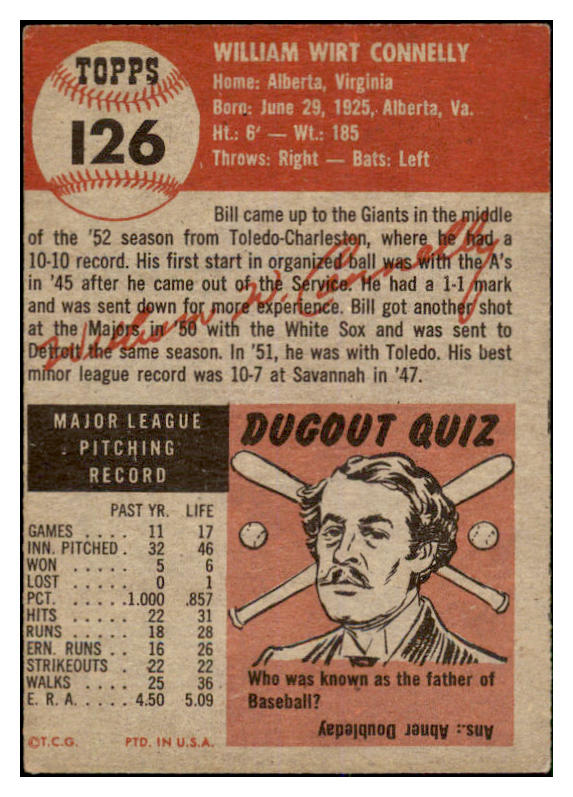 TOPPS
126
WILLIAM WIRT CONNELLY
Home: Alberta, Virginia
Born: June 29, 1925, Alberta, Va.
Ht.: 6' — Wt.: 185
Throws: Right — Bats: Left
Bill came up to the Giants in the middle
of the '52 season from Toledo-Charleston, where he had a
10-10 record. His first start in organized ball was with the A's
in '45 after he came out of the Service. He had a 1-1 mark
and was sent down for more experience. Bill got another shot
at the Majors in '50 with the White Sox and was sent to
Detroit the same season. In '51, he was with Toledo. His best
minor league record was 10-7 at Savannah in '47.
William W. Connelly
MAJOR LEAGUE
PITCHING
RECORD
PAST YR. LIFE
GAMES . . . . 11 17
INN. PITCHED . 32 46
WON . . . . . 5 6
LOST . . . . . 0 1
PCT. . . . . .1.000 .857
HITS . . . . . 22 31
RUNS . . . . . 18 28
ERN. RUNS . . 16 26
STRIKEOUTS . . 22 22
WALKS . . . . 25 36
E. R. A. . . . . . 4.50 5.09
©T.C.G. PTD. IN U.S.A.
DUGOUT QUIZ
Who was known as the father of
Baseball?
Ans.: Abner Doubleday